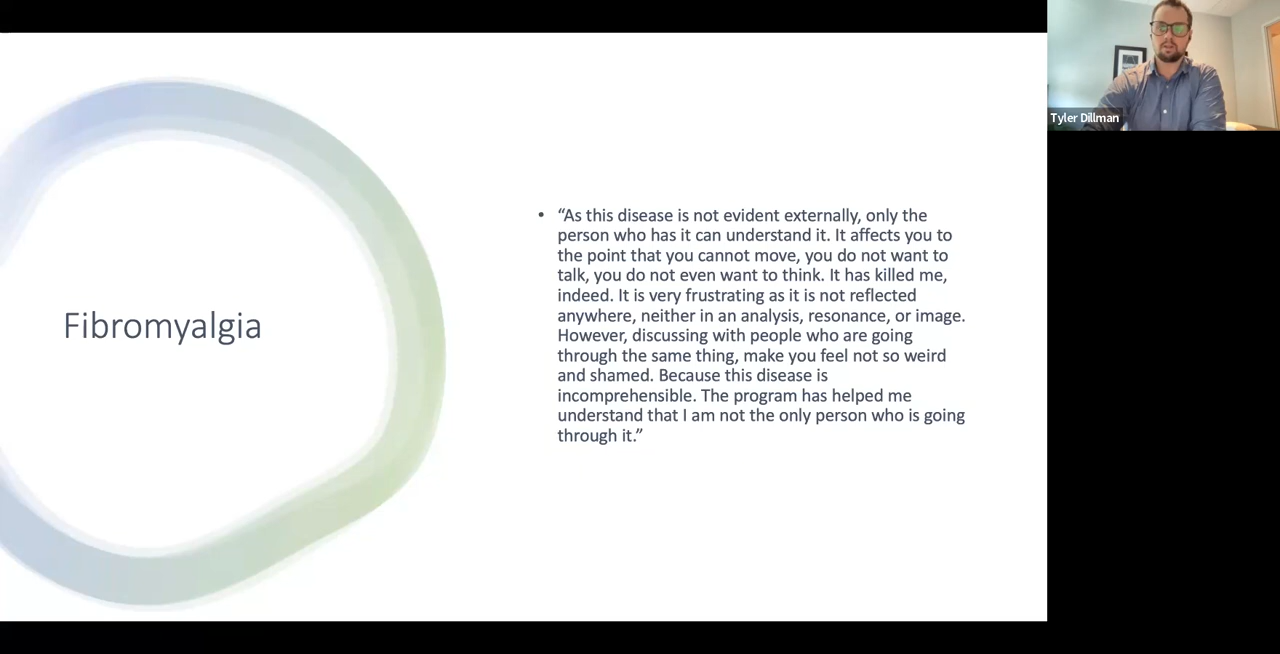 Tyler Dillman
Fibromyalgia
• “As this disease is not evident externally, only the
person who has it can understand it. It affects you to
the point that you cannot move, you do not want to
talk, you do not even want to think. It has killed me,
indeed. It is very frustrating as it is not reflected
anywhere, neither in an analysis, resonance, or image.
However, discussing with people who are going
through the same thing, make you feel not so weird
and shamed. Because this disease is
incomprehensible. The program has helped me
understand that I am not the only person who is going
through it.”